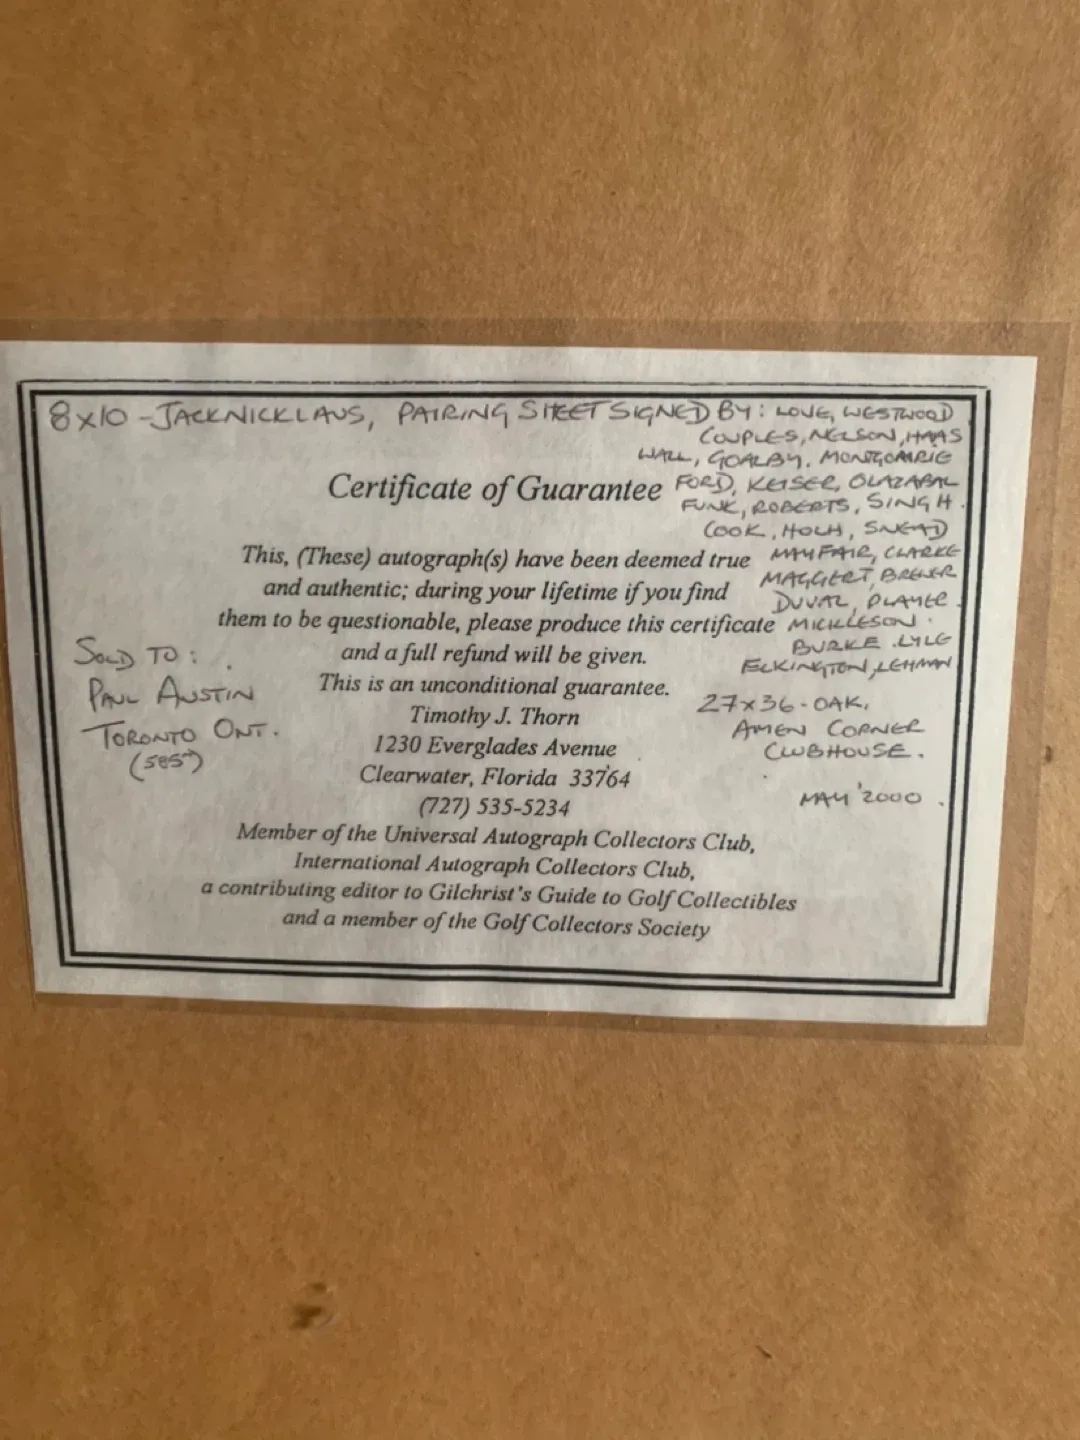 8x10 - JACK NICKLAUS, PAIRING SHEET SIGNED BY: LOVE, WESTWOOD
COUPLES, NELSON, HAAS
WALL, GOALBY, MONTGOMRIE
Certificate of Guarantee FORD, KEISER, OLAZABAL
FUNK, ROBERTS, SINGH.
COOK, HOCH, SNEAD
This, (These) autograph(s) have been deemed true MAYFAIR, CLARKE
and authentic; during your lifetime if you find MAGGERT, BREWER
DUVAL, PLAYER.
them to be questionable, please produce this certificate MICKLESON.
and a full refund will be given. BURKE. LYLE
ELKINGTON, LEHMAN
SOLD TO:
This is an unconditional guarantee.
PAUL AUSTIN
27x36 - OAK,
Timothy J. Thorn
AMEN CORNER
TORONTO ONT.
1230 Everglades Avenue
CLUBHOUSE.
Clearwater, Florida 33764
(727) 535-5234
MAY '2000.
Member of the Universal Autograph Collectors Club,
International Autograph Collectors Club,
a contributing editor to Gilchrist's Guide to Golf Collectibles
and a member of the Golf Collectors Society